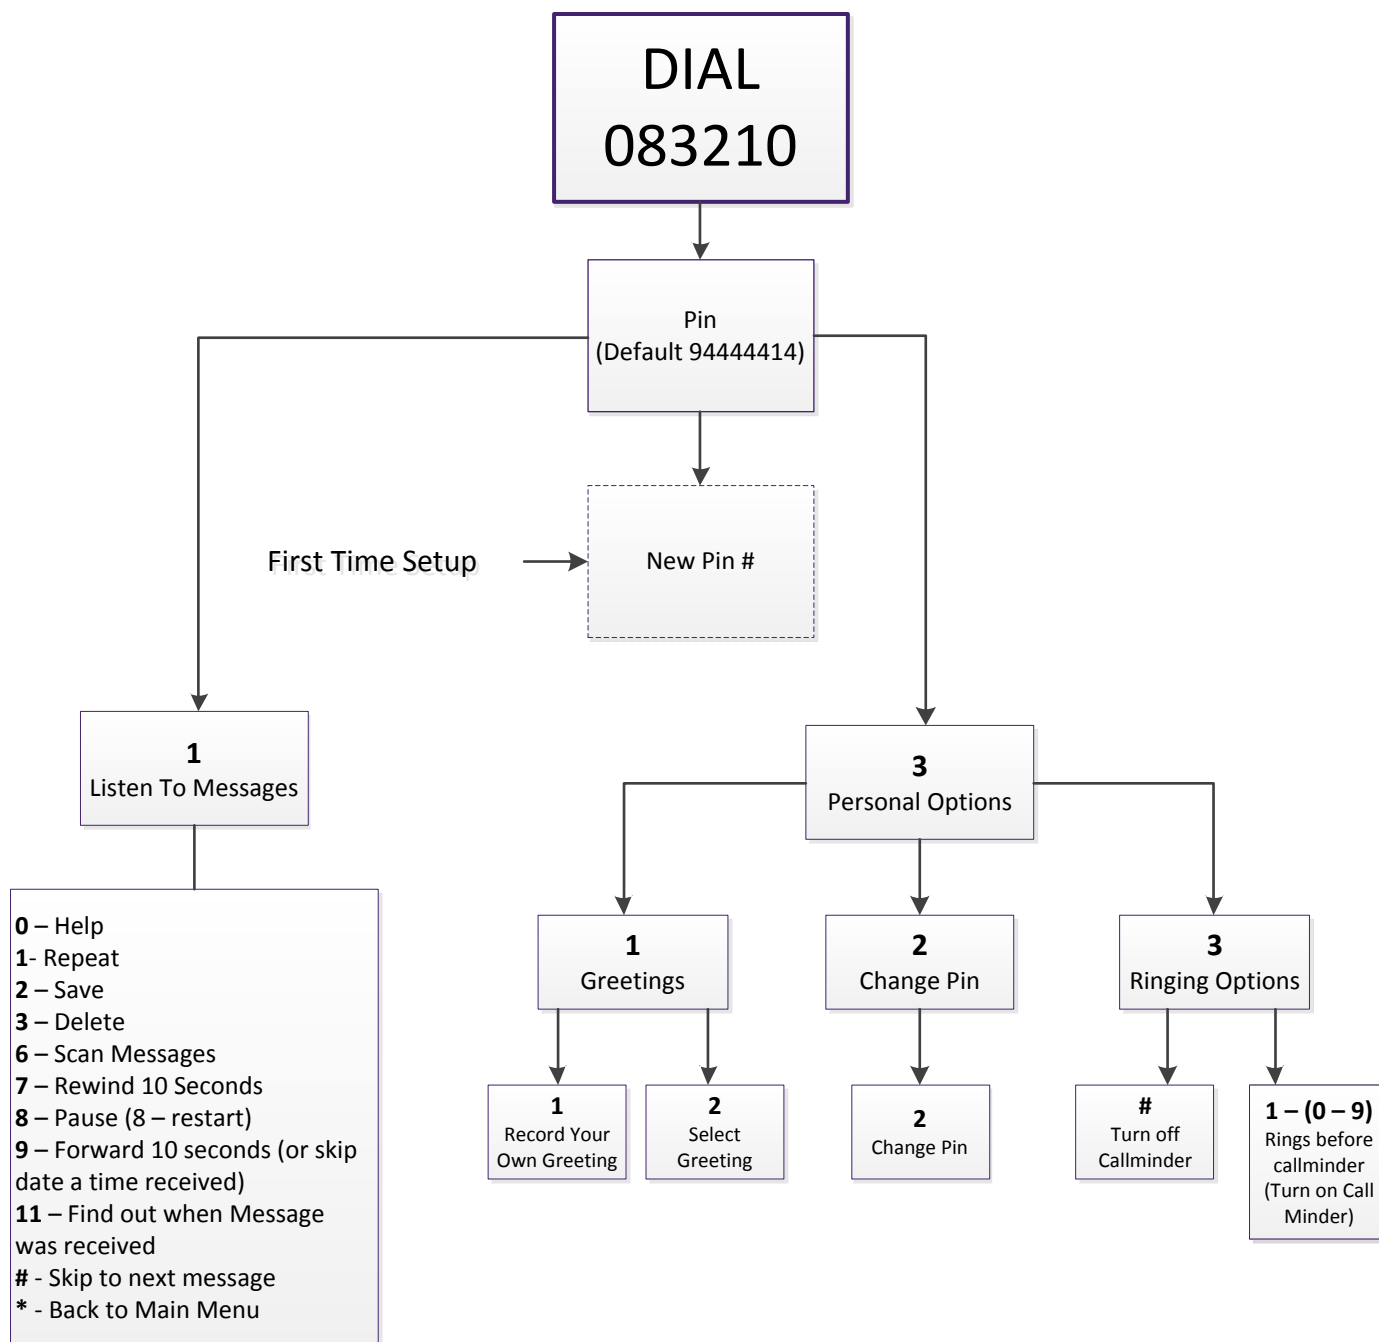 DIAL
083210
Pin
(Default 94444414)
First Time Setup
New Pin #
1
Listen To Messages
0 – Help
1- Repeat
2 – Save
3 – Delete
6 – Scan Messages
7 – Rewind 10 Seconds
8 – Pause (8 – restart)
9 – Forward 10 seconds (or skip
date a time received)
11 – Find out when Message
was received
# - Skip to next message
* - Back to Main Menu
3
Personal Options
1
Greetings
1
Record Your
Own Greeting
2
Select
Greeting
2
Change Pin
2
Change Pin
3
Ringing Options
#
Turn off
Callminder
1 – (0 – 9)
Rings before
callminder
(Turn on Call
Minder)